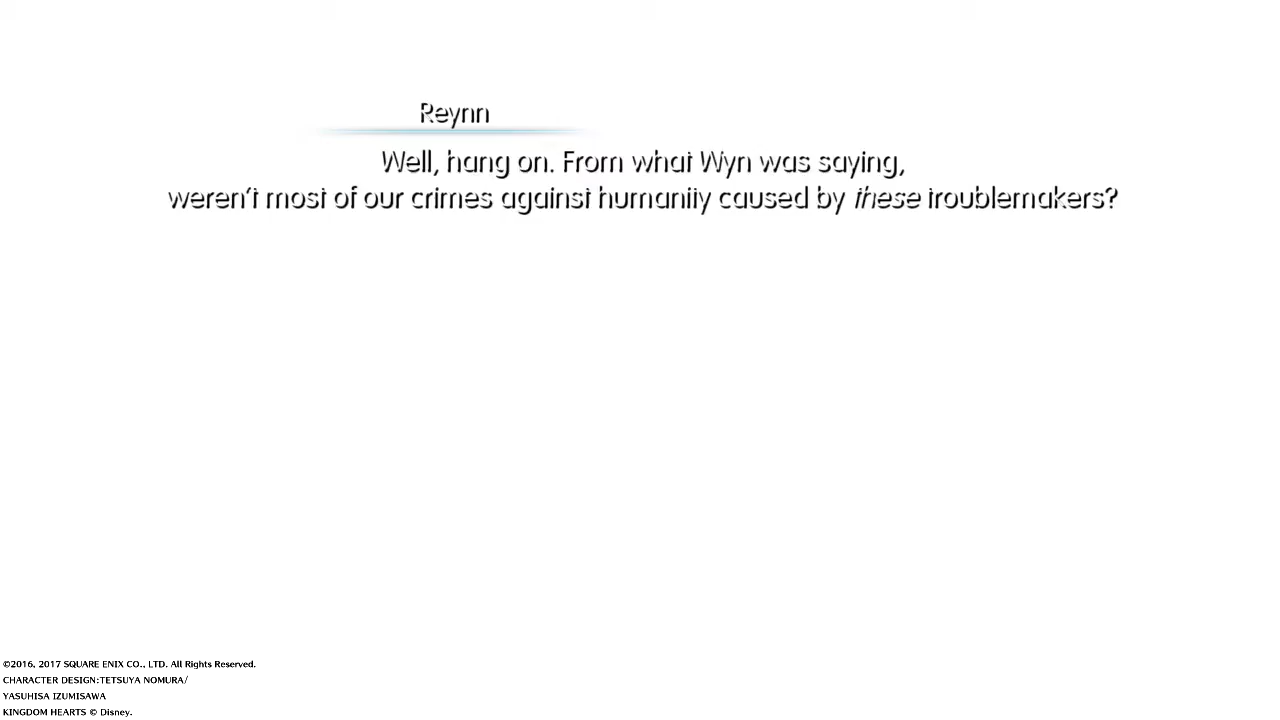 Reynn
Well, hang on. From what Wyn was saying,
weren't most of our crimes against humanity caused by these troublemakers?
©2016, 2017 SQUARE ENIX CO., LTD. All Rights Reserved.
CHARACTER DESIGN:TETSUYA NOMURA/
YASUHISA IZUMISAWA
KINGDOM HEARTS © Disney.